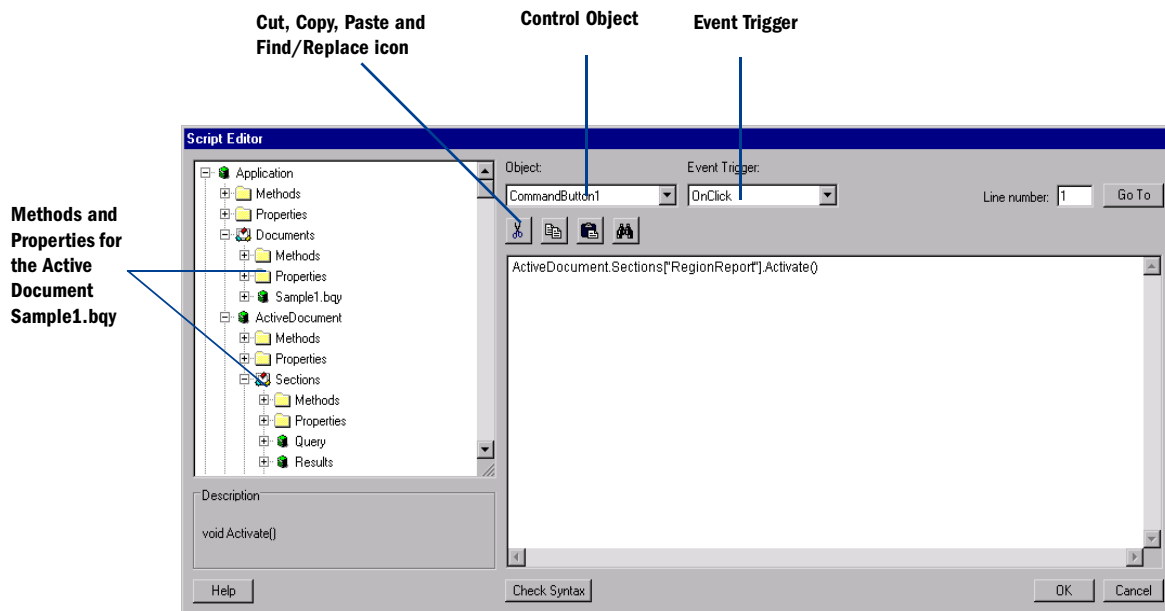 Cut, Copy, Paste and
Find/Replace icon
Control Object
Event Trigger
Methods and
Properties for
the Active
Document
Sample1.bqy
Script Editor
Application
Methods
Properties
Documents
Methods
Properties
Sample1.bqy
ActiveDocument
Methods
Properties
Sections
Methods
Properties
Query
Results
Description
void Activate()
Help
Object:
CommandButton1
Event Trigger:
OnClick
Line number: 1
Go To
ActiveDocument.Sections["RegionReport"].Activate()
Check Syntax
OK
Cancel